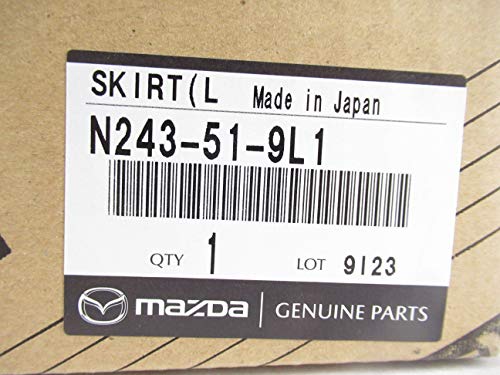 SKIRT(L Made in Japan
N243-51-9L1
QTY 1 LOT 9I23
mazda GENUINE PARTS